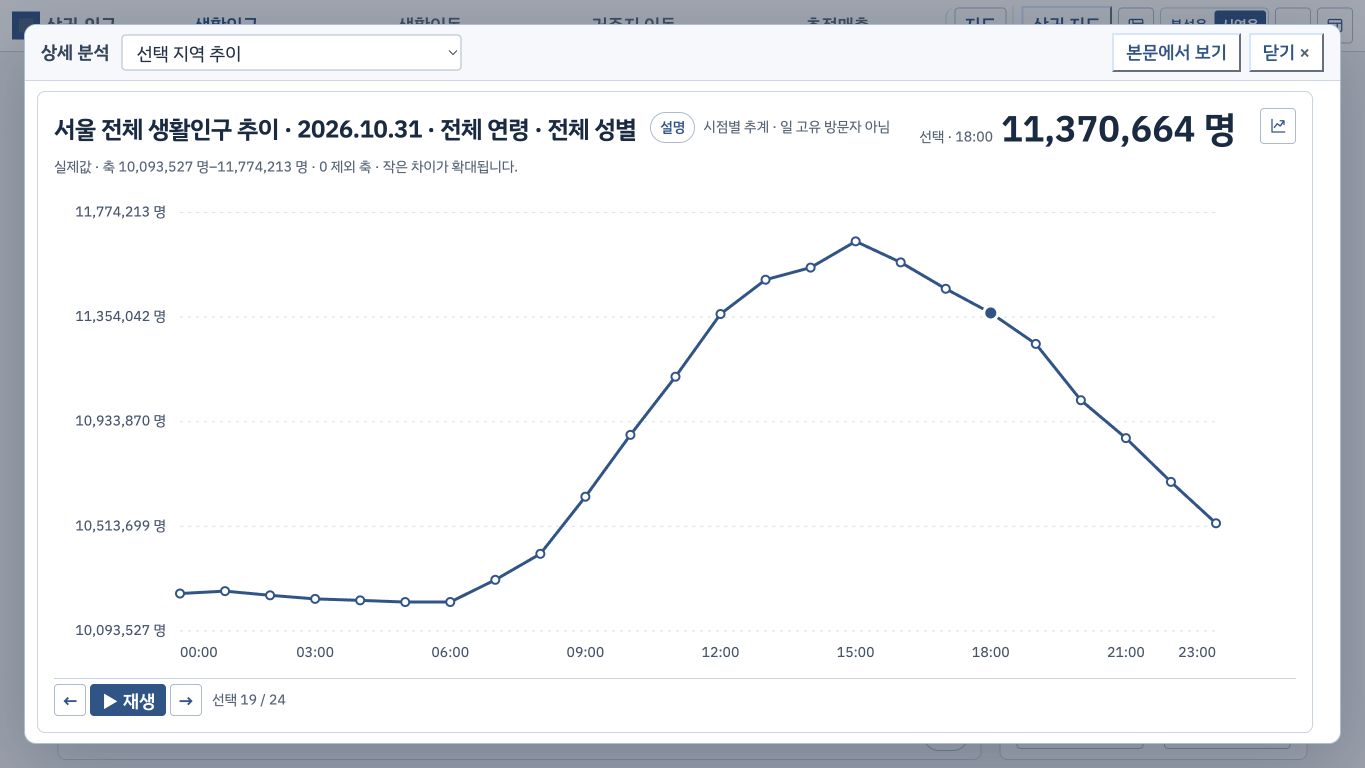 생활인구
상세 분석
선택 지역 추이
본문에서 보기
닫기 ×
서울 전체 생활인구 추이 · 2026.10.31 · 전체 연령 · 전체 성별
설명
시점별 추계 · 일 고유 방문자 아님
선택 · 18:00
11,370,664 명
실제값 · 축 10,093,527 명–11,774,213 명 · 0 제외 축 · 작은 차이가 확대됩니다.
11,774,213 명
11,354,042 명
10,933,870 명
10,513,699 명
10,093,527 명
00:00 03:00 06:00 09:00 12:00 15:00 18:00 21:00 23:00
←
▶ 재생
→
선택 19 / 24